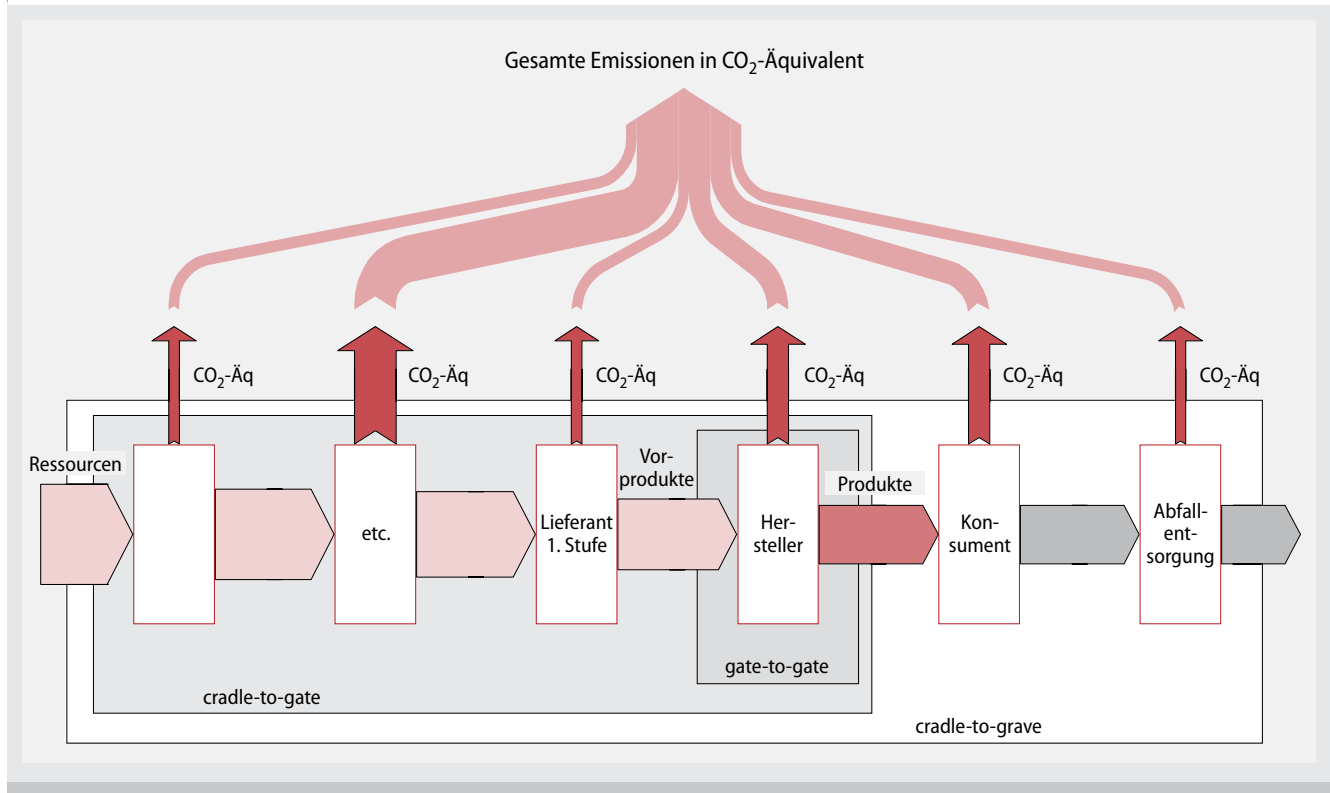 Gesamte Emissionen in CO₂-Äquivalent
CO₂-Äq
CO₂-Äq
CO₂-Äq
CO₂-Äq
CO₂-Äq
CO₂-Äq
Ressourcen
etc.
Lieferant
1. Stufe
Vor-
produkte
Her-
steller
Produkte
Kon-
sument
Abfall-
ent-
sorgung
gate-to-gate
cradle-to-gate
cradle-to-grave